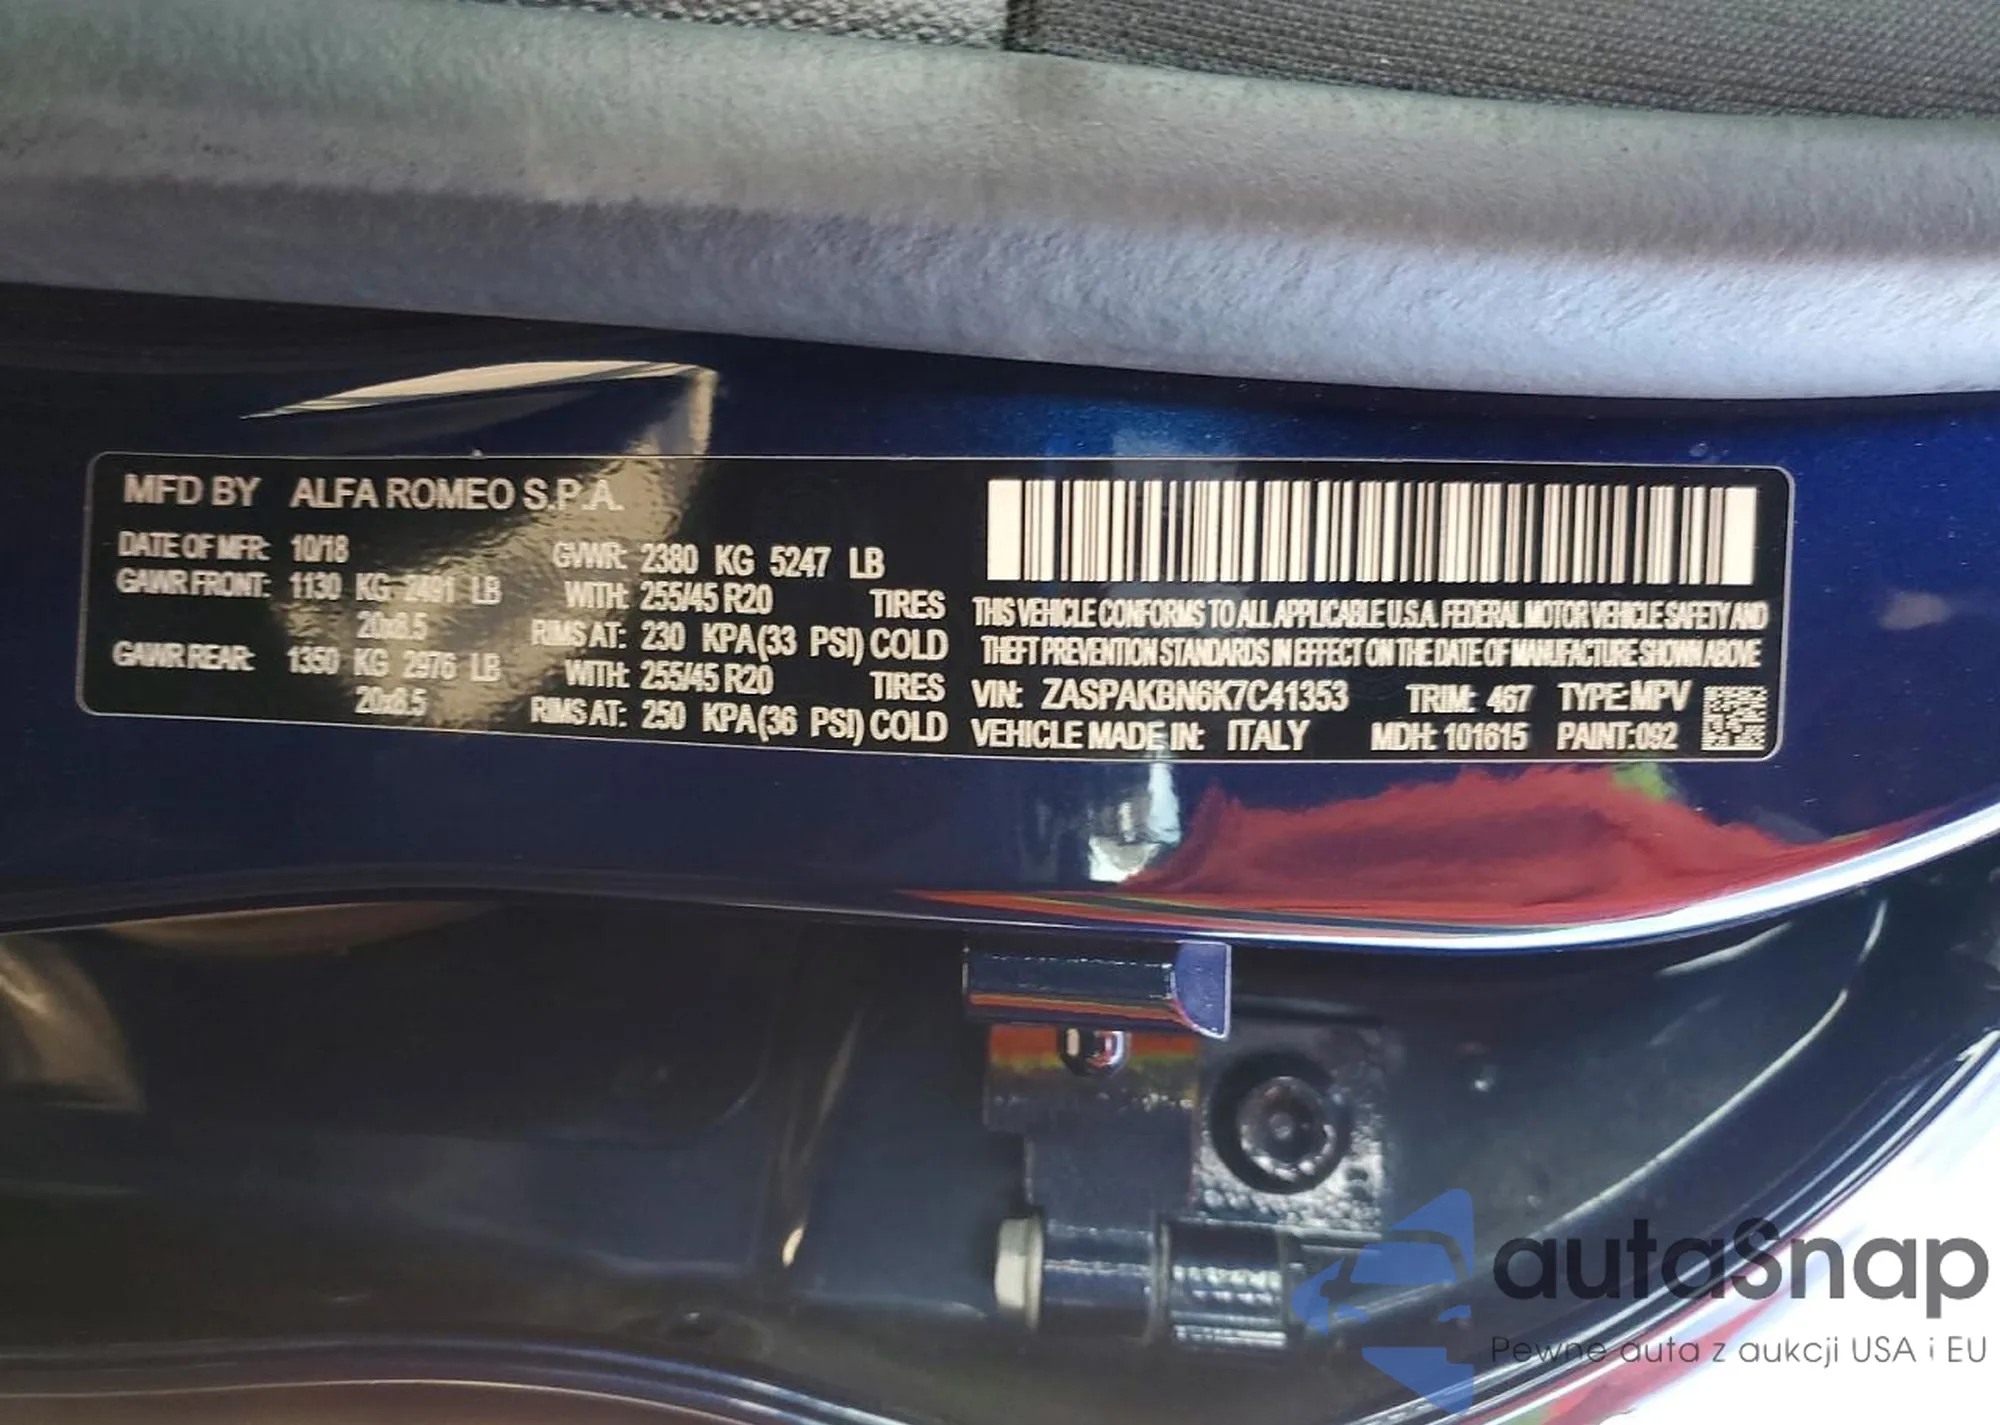 MFD BY ALFA ROMEO S.P.A.
DATE OF MFR: 10/18 GVWR: 2380 KG 5247 LB
GAWR FRONT: 1130 KG 2491 LB WITH: 255/45 R20 TIRES
20x8.5 RIMS AT: 230 KPA(33 PSI) COLD
GAWR REAR: 1350 KG 2976 LB WITH: 255/45 R20 TIRES
20x8.5 RIMS AT: 250 KPA(36 PSI) COLD
THIS VEHICLE CONFORMS TO ALL APPLICABLE U.S.A. FEDERAL MOTOR VEHICLE SAFETY AND
THEFT PREVENTION STANDARDS IN EFFECT ON THE DATE OF MANUFACTURE SHOWN ABOVE
VIN: ZASPAKBN6K7C41353 TRIM: 467 TYPE:MPV
VEHICLE MADE IN: ITALY MDH: 101615 PAINT:092
autaSnap
Pewne auta z aukcji USA i EU